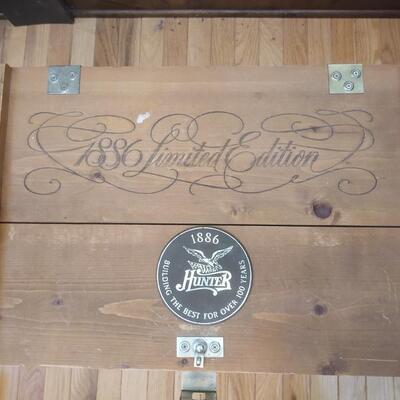 1886 Limited Edition
1886
HUNTER
BUILDING THE BEST FOR OVER 100 YEARS